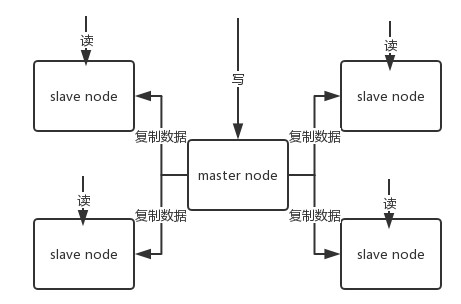 读
写
读
slave node
slave node
复制数据
复制数据
master node
读
复制数据
复制数据
读
slave node
slave node